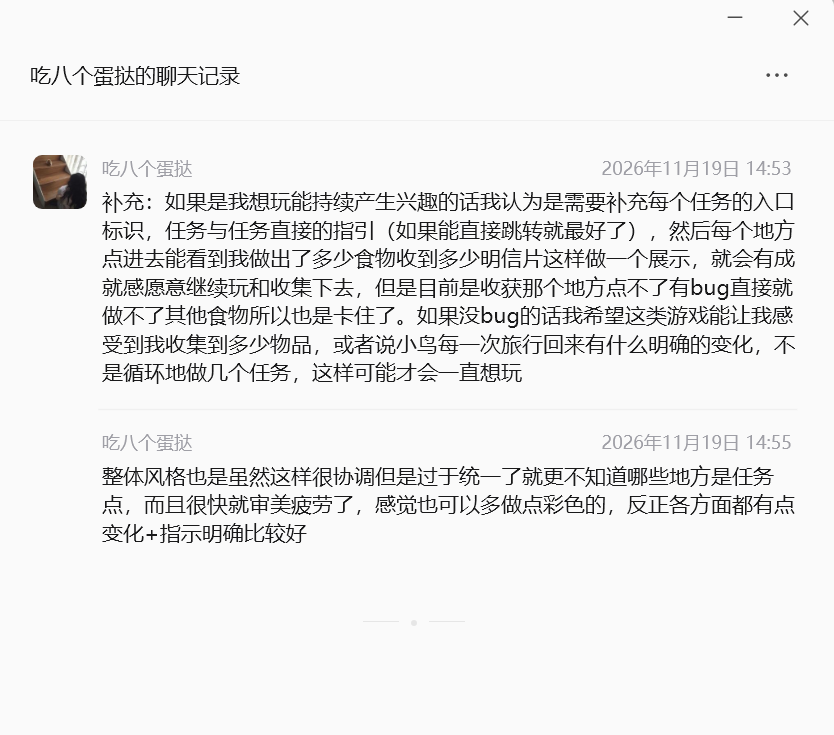 吃八个蛋挞的聊天记录
吃八个蛋挞
2026年11月19日 14:53
补充：如果是我想玩能持续产生兴趣的话我认为是需要补充每个任务的入口
标识，任务与任务直接的指引（如果能直接跳转就最好了），然后每个地方
点进去能看到我做出了多少食物收到多少明信片这样做一个展示，就会有成
就感愿意继续玩和收集下去，但是目前是收获那个地方点不了有bug直接就
做不了其他食物所以也是卡住了。如果没bug的话我希望这类游戏能让我感
受到我收集到多少物品，或者说小鸟每一次旅行回来有什么明确的变化，不
是循环地做几个任务，这样可能才会一直想玩
吃八个蛋挞
2026年11月19日 14:55
整体风格也是虽然这样很协调但是过于统一了就更不知道哪些地方是任务
点，而且很快就审美疲劳了，感觉也可以多做点彩色的，反正各方面都有点
变化+指示明确比较好